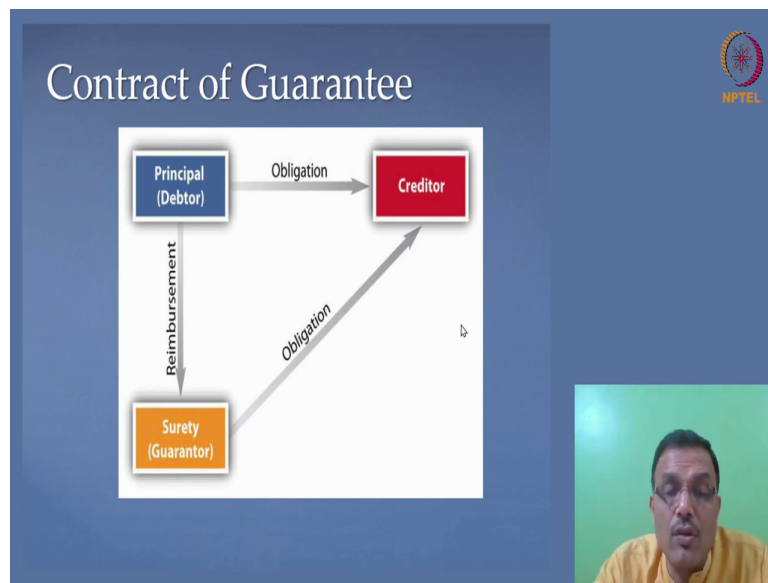 Contract of Guarantee
NPTEL
Principal
(Debtor)
Obligation
Creditor
Reimbursement
Obligation
Surety
(Guarantor)